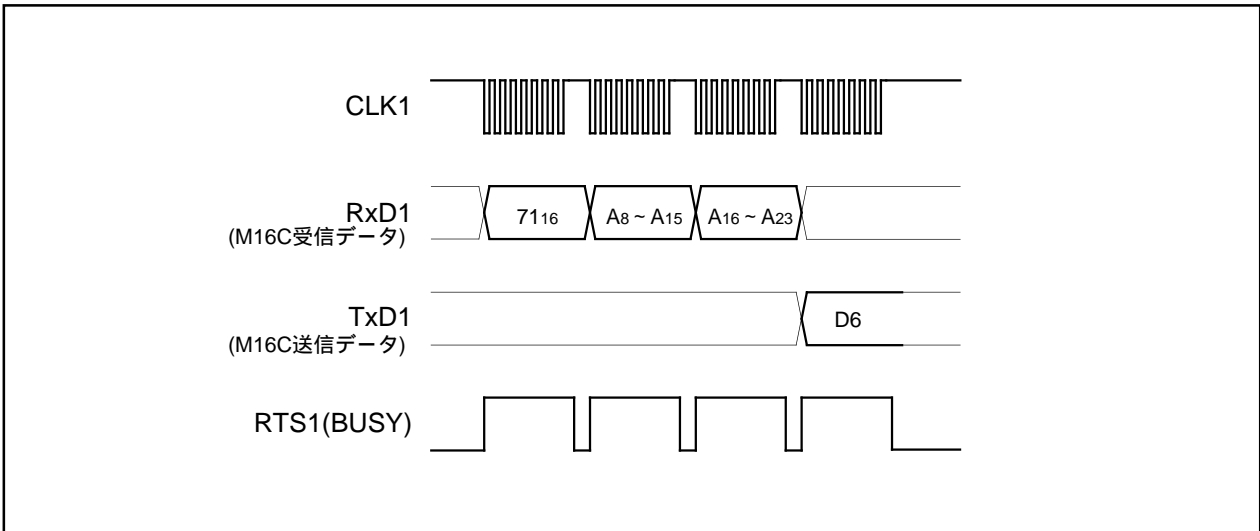 CLK1
RxD1
(M16C受信データ)
7116
A8 ~ A15
A16 ~ A23
TxD1
(M16C送信データ)
D6
RTS1(BUSY)